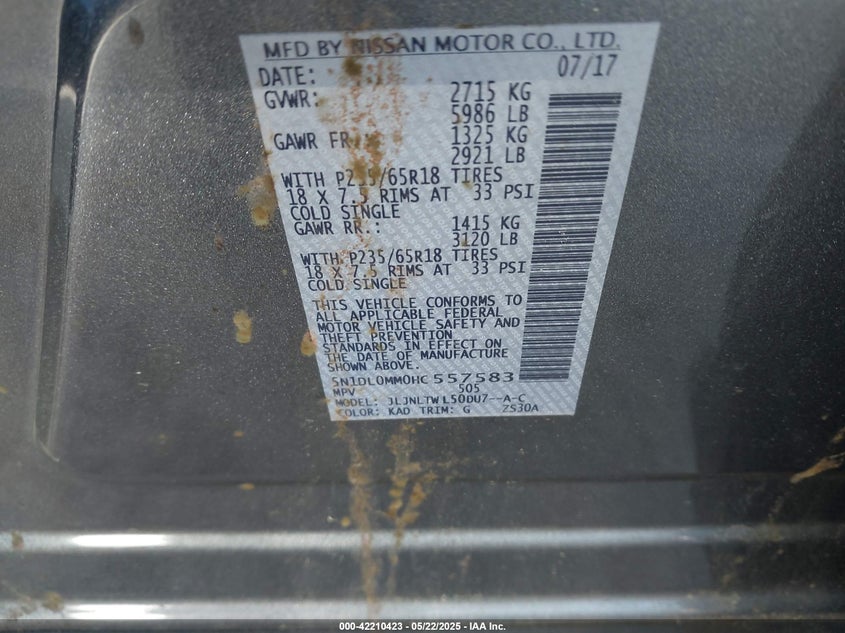 MFD BY NISSAN MOTOR CO., LTD.
DATE: 07/17
GVWR: 2715 KG
5986 LB
GAWR FR.: 1325 KG
2921 LB
WITH P235/65R18 TIRES
18 X 7.5 RIMS AT 33 PSI
COLD SINGLE
GAWR RR.: 1415 KG
3120 LB
WITH P235/65R18 TIRES
18 X 7.5 RIMS AT 33 PSI
COLD SINGLE
THIS VEHICLE CONFORMS TO
ALL APPLICABLE FEDERAL
MOTOR VEHICLE SAFETY AND
THEFT PREVENTION
STANDARDS IN EFFECT ON
THE DATE OF MANUFACTURE
SHOWN ABOVE.
5N1DL0MM0HC557583
MPV 505
MODEL: JLJNLTWL50DU7--A-C
COLOR: KAD TRIM: G ZS30A
000-42210423 - 05/22/2025 - IAA Inc.